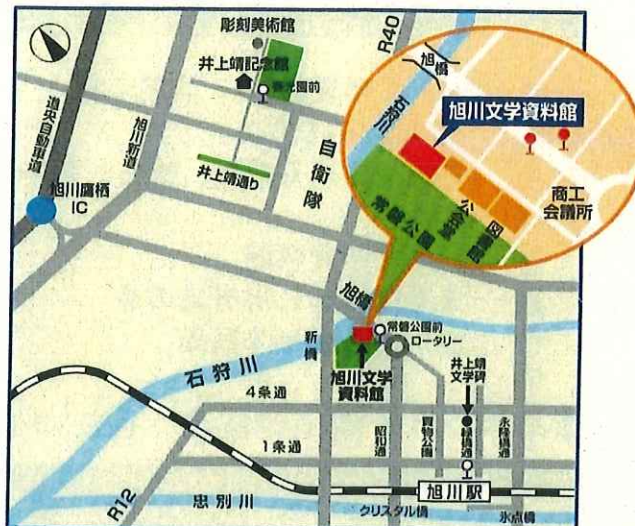 彫刻美術館
井上靖記念館
春光園前
R40
石狩川
旭橋
旭川文学資料館
商工
会議所
図書館
公会堂
常磐公園
道央自動車道
旭川新道
井上靖通り
自衛隊
旭川鷹栖
IC
旭橋
新橋
常磐公園前
ロータリー
石狩川
旭川文学
資料館
井上靖
文学碑
4条通
1条通
昭和通
買物公園
緑橋通
永隆橋通
旭川駅
R12
忠別川
クリスタル橋
氷点橋